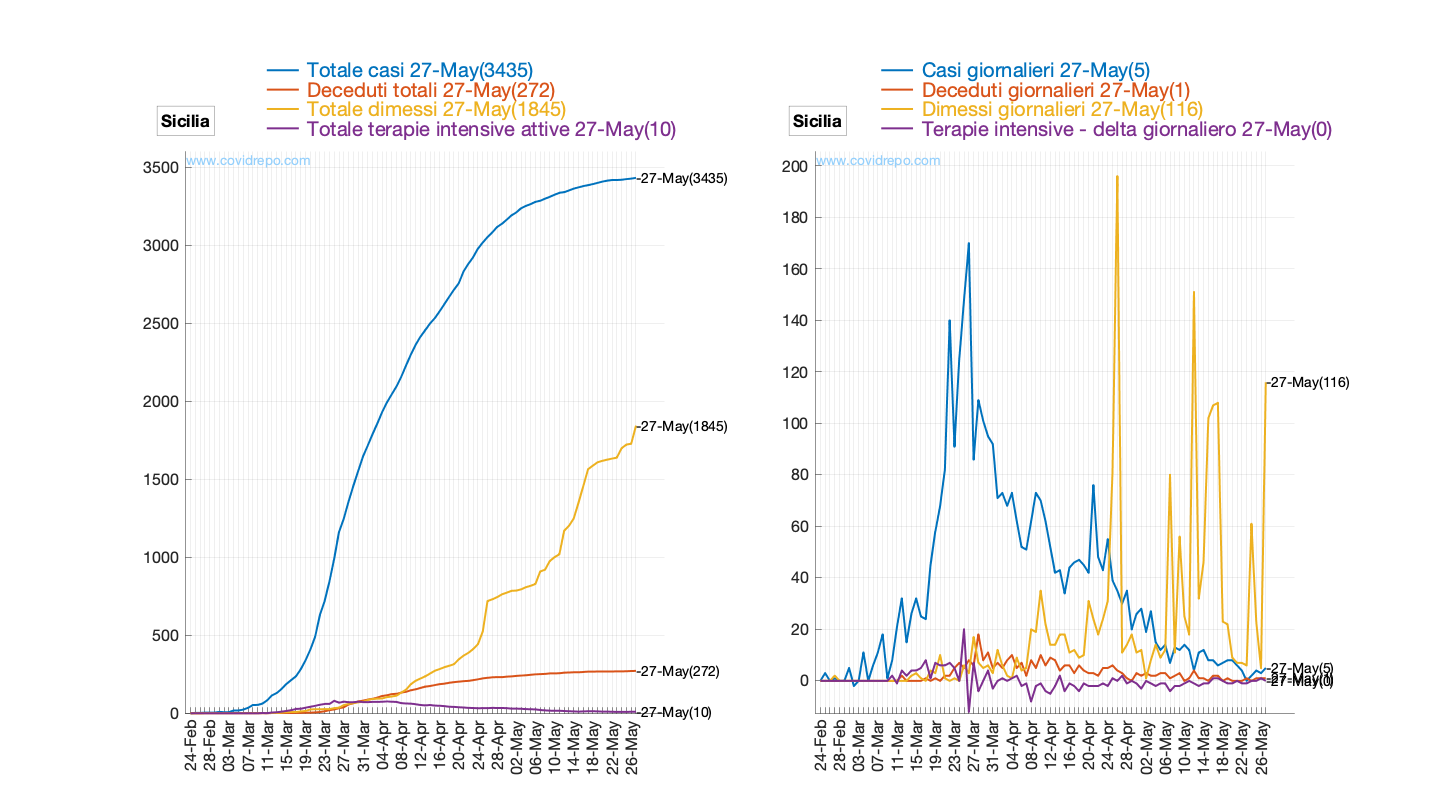 Totale casi 27-May(3435)
Deceduti totali 27-May(272)
Totale dimessi 27-May(1845)
Totale terapie intensive attive 27-May(10)
Sicilia
www.covidrepo.com
3500
3000
2500
2000
1500
1000
500
0
-27-May(3435)
-27-May(1845)
-27-May(272)
-27-May(10)
24-Feb
28-Feb
03-Mar
07-Mar
11-Mar
15-Mar
19-Mar
23-Mar
27-Mar
31-Mar
04-Apr
08-Apr
12-Apr
16-Apr
20-Apr
24-Apr
28-Apr
02-May
06-May
10-May
14-May
18-May
22-May
26-May
Casi giornalieri 27-May(5)
Deceduti giornalieri 27-May(1)
Dimessi giornalieri 27-May(116)
Terapie intensive - delta giornaliero 27-May(0)
Sicilia
www.covidrepo.com
200
180
160
140
120
100
80
60
40
20
0
-27-May(116)
-27-May(5)
-27-May(0)
24-Feb
28-Feb
03-Mar
07-Mar
11-Mar
15-Mar
19-Mar
23-Mar
27-Mar
31-Mar
04-Apr
08-Apr
12-Apr
16-Apr
20-Apr
24-Apr
28-Apr
02-May
06-May
10-May
14-May
18-May
22-May
26-May